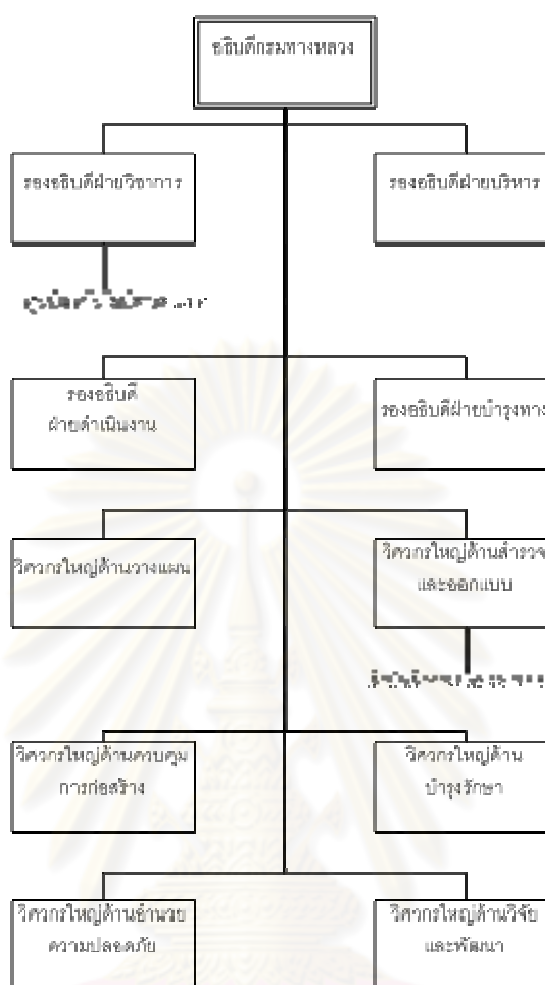 อธิบดีกรมทางหลวง
รองอธิบดีฝ่ายวิชาการ
รองอธิบดีฝ่ายบริหาร
รองอธิบดี
ฝ่ายดำเนินงาน
รองอธิบดีฝ่ายบำรุงทาง
วิศวกรใหญ่ด้านวางแผน
วิศวกรใหญ่ด้านสำรวจ
และออกแบบ
วิศวกรใหญ่ด้านควบคุม
การก่อสร้าง
วิศวกรใหญ่ด้าน
บำรุงรักษา
วิศวกรใหญ่ด้านอำนวย
ความปลอดภัย
วิศวกรใหญ่ด้านวิจัย
และพัฒนา